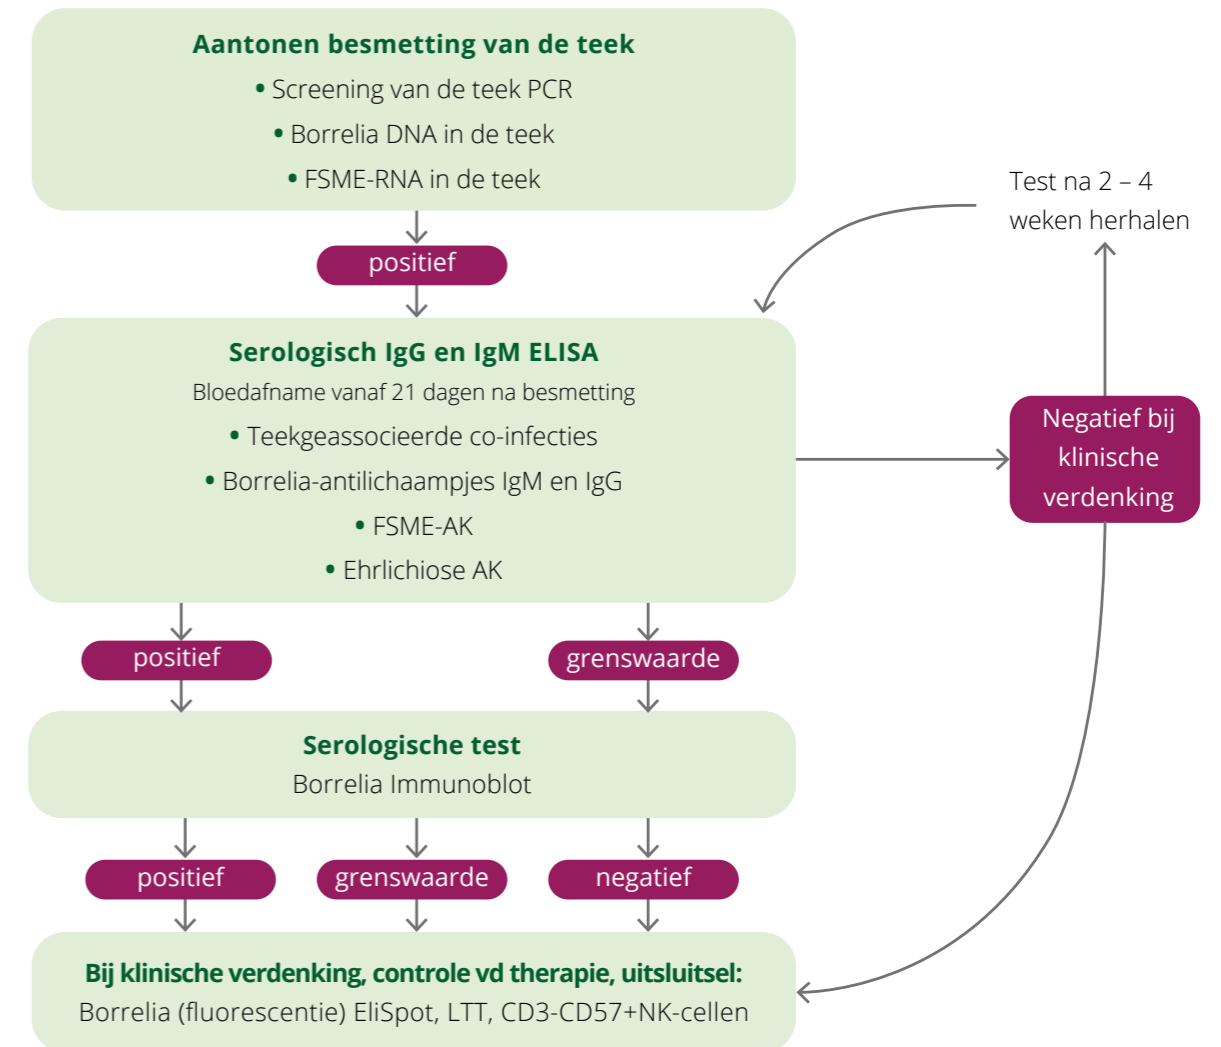 Aantonen besmetting van de teek
• Screening van de teek PCR
• Borrelia DNA in de teek
• FSME-RNA in de teek
positief
Test na 2 – 4
weken herhalen
Serologisch IgG en IgM ELISA
Bloedafname vanaf 21 dagen na besmetting
• Teekgeassocieerde co-infecties
• Borrelia-antilichaampjes IgM en IgG
• FSME-AK
• Ehrlichiose AK
Negatief bij
klinische
verdenking
positief
grenswaarde
Serologische test
Borrelia Immunoblot
positief
grenswaarde
negatief
Bij klinische verdenking, controle vd therapie, uitsluitsel:
Borrelia (fluorescentie) EliSpot, LTT, CD3-CD57+NK-cellen